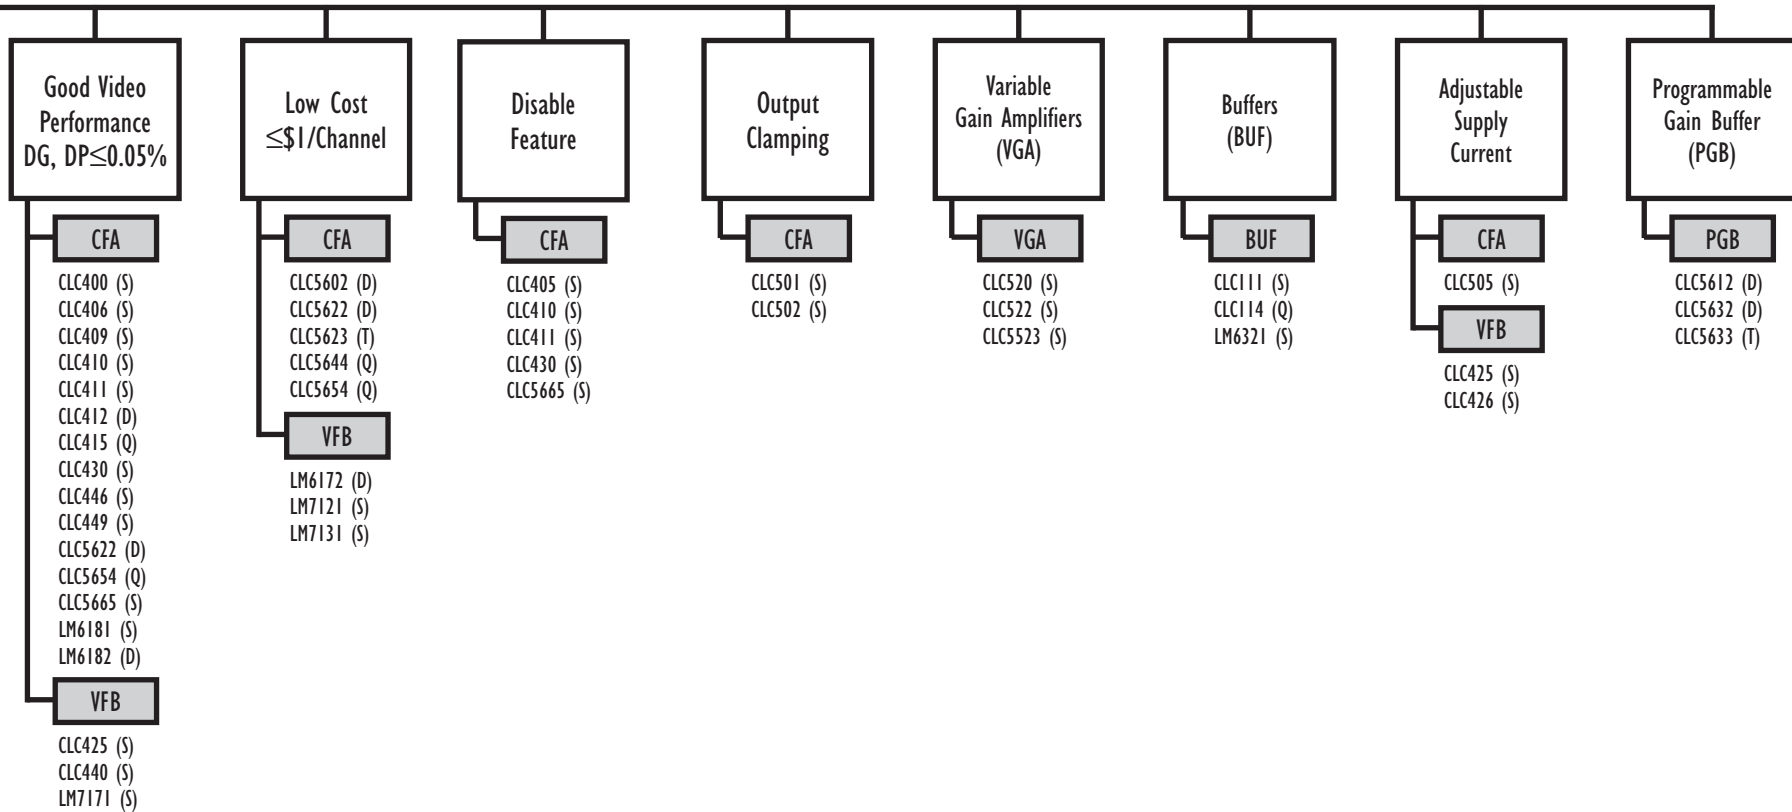 Good Video
Performance
DG, DP≤0.05%
CFA
CLC400 (S)
CLC406 (S)
CLC409 (S)
CLC410 (S)
CLC411 (S)
CLC412 (D)
CLC415 (Q)
CLC430 (S)
CLC446 (S)
CLC449 (S)
CLC5622 (D)
CLC5654 (Q)
CLC5665 (S)
LM6181 (S)
LM6182 (D)
VFB
CLC425 (S)
CLC440 (S)
LM7171 (S)
Low Cost
≤$1/Channel
CFA
CLC5602 (D)
CLC5622 (D)
CLC5623 (T)
CLC5644 (Q)
CLC5654 (Q)
VFB
LM6172 (D)
LM7121 (S)
LM7131 (S)
Disable
Feature
CFA
CLC405 (S)
CLC410 (S)
CLC411 (S)
CLC430 (S)
CLC5665 (S)
Output
Clamping
CFA
CLC501 (S)
CLC502 (S)
Variable
Gain Amplifiers
(VGA)
VGA
CLC520 (S)
CLC522 (S)
CLC5523 (S)
Buffers
(BUF)
BUF
CLC111 (S)
CLC114 (Q)
LM6321 (S)
Adjustable
Supply
Current
CFA
CLC505 (S)
VFB
CLC425 (S)
CLC426 (S)
Programmable
Gain Buffer
(PGB)
PGB
CLC5612 (D)
CLC5632 (D)
CLC5633 (T)